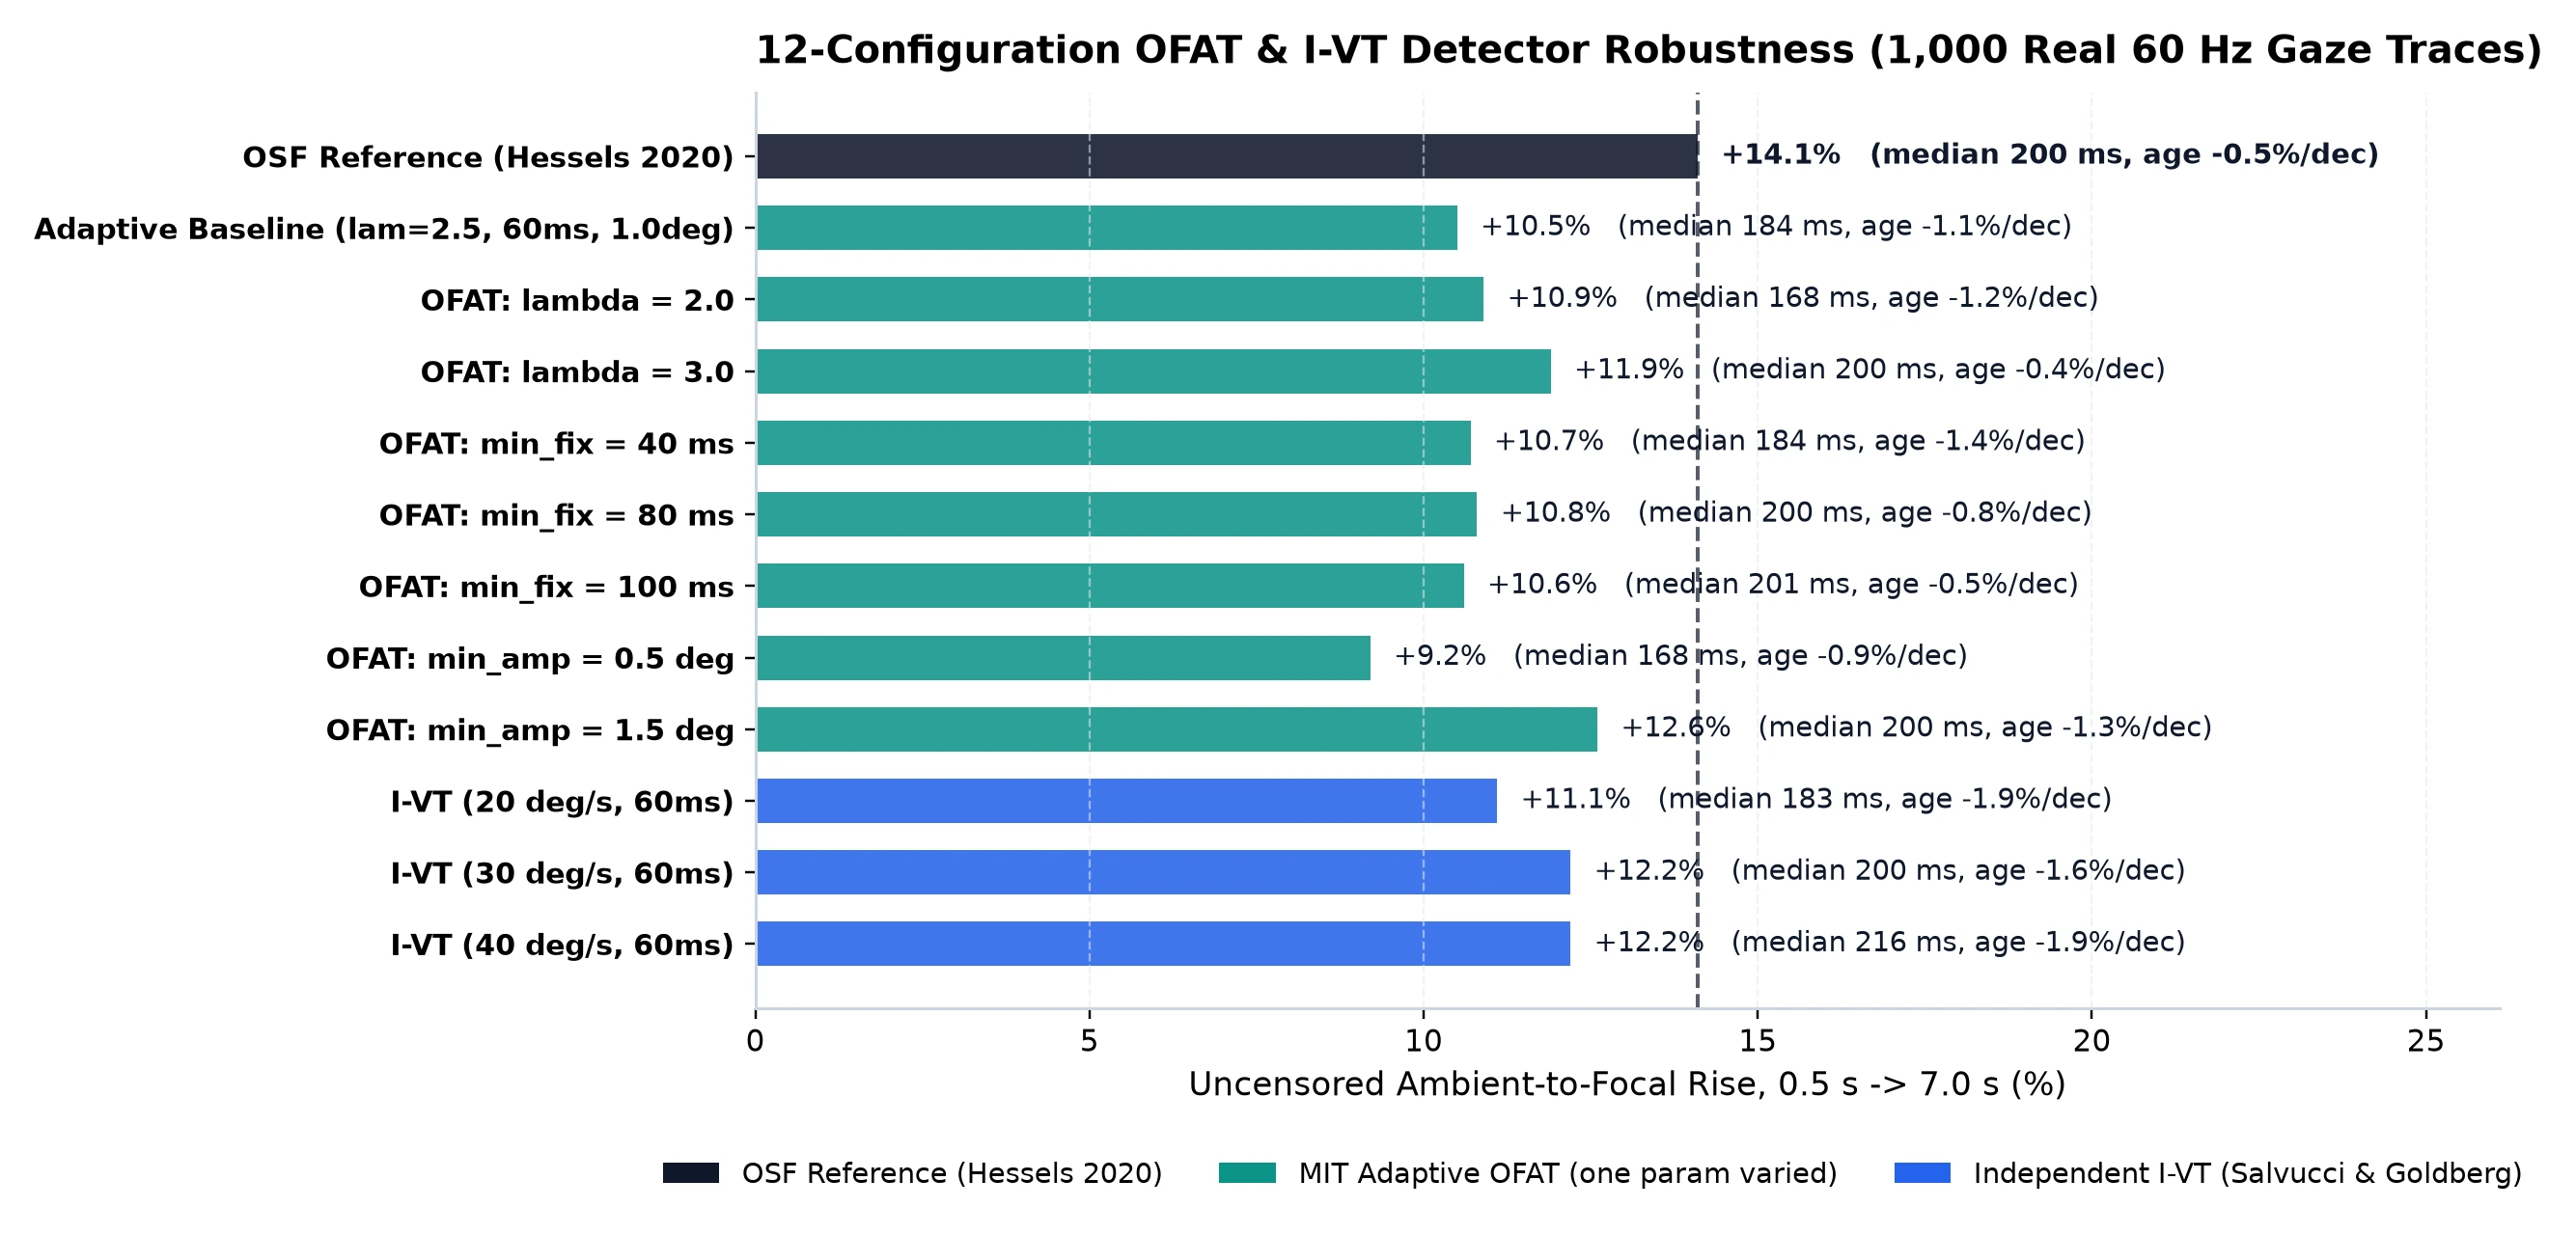 12-Configuration OFAT & I-VT Detector Robustness (1,000 Real 60 Hz Gaze Traces)
OSF Reference (Hessels 2020) +14.1% (median 200 ms, age -0.5%/dec)
Adaptive Baseline (lam=2.5, 60ms, 1.0deg) +10.5% (median 184 ms, age -1.1%/dec)
OFAT: lambda = 2.0 +10.9% (median 168 ms, age -1.2%/dec)
OFAT: lambda = 3.0 +11.9% (median 200 ms, age -0.4%/dec)
OFAT: min_fix = 40 ms +10.7% (median 184 ms, age -1.4%/dec)
OFAT: min_fix = 80 ms +10.8% (median 200 ms, age -0.8%/dec)
OFAT: min_fix = 100 ms +10.6% (median 201 ms, age -0.5%/dec)
OFAT: min_amp = 0.5 deg +9.2% (median 168 ms, age -0.9%/dec)
OFAT: min_amp = 1.5 deg +12.6% (median 200 ms, age -1.3%/dec)
I-VT (20 deg/s, 60ms) +11.1% (median 183 ms, age -1.9%/dec)
I-VT (30 deg/s, 60ms) +12.2% (median 200 ms, age -1.6%/dec)
I-VT (40 deg/s, 60ms) +12.2% (median 216 ms, age -1.9%/dec)
0 5 10 15 20 25
Uncensored Ambient-to-Focal Rise, 0.5 s -> 7.0 s (%)
OSF Reference (Hessels 2020) MIT Adaptive OFAT (one param varied) Independent I-VT (Salvucci & Goldberg)